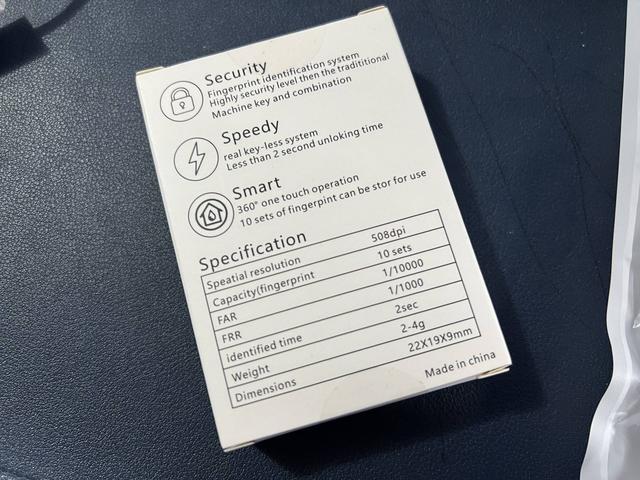 Security
Fingerprint identification system
Highly security level then the tradititional
Machine key and combination
Speedy
real key-less system
Less than 2 second unloking time
Smart
360° one touch operation
10 sets of fingerpint can be stor for use
Specification
Speatial resolution 508dpi
Capacity(fingerprint 10 sets
FAR 1/10000
FRR 1/1000
identified time 2sec
Weight 2-4g
Dimensions 22X19X9mm
Made in china